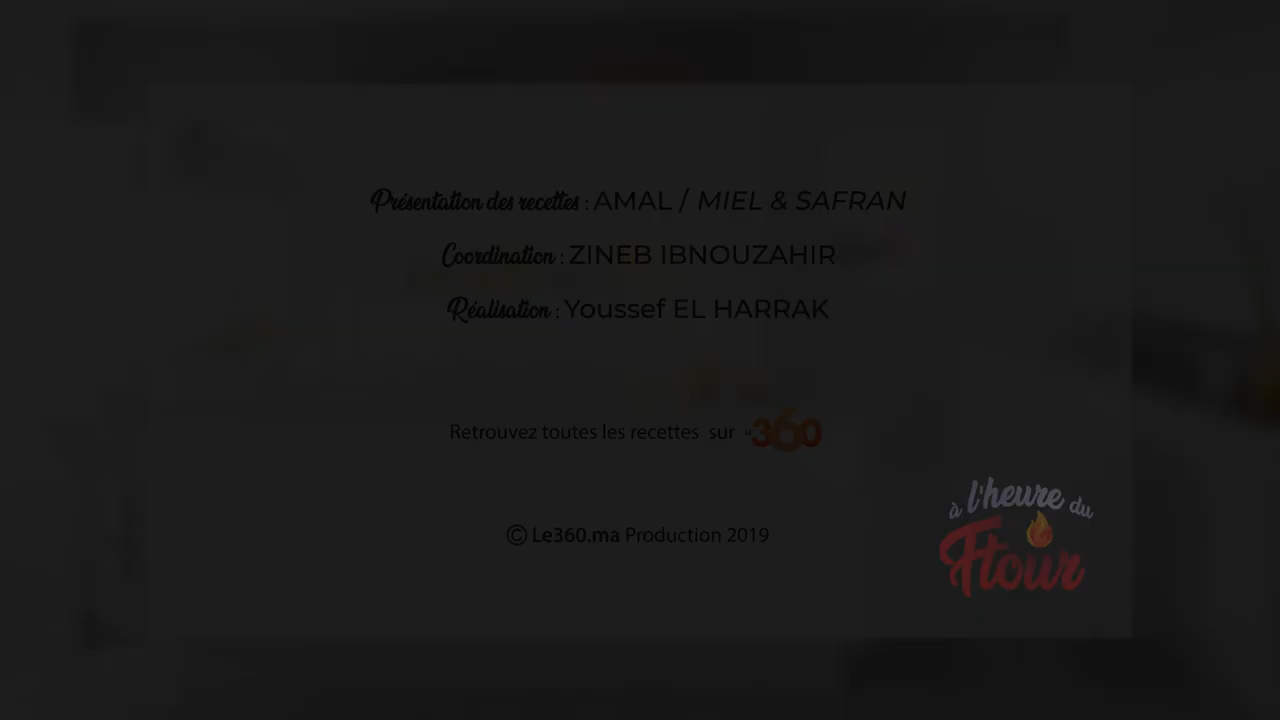 Présentation des recettes : AMAL / MIEL & SAFRAN
Coordination : ZINEB IBNOUZAHIR
Réalisation : Youssef EL HARRAK
Retrouvez toutes les recettes sur le360
© Le360.ma Production 2019
à l'heure du
Ftour